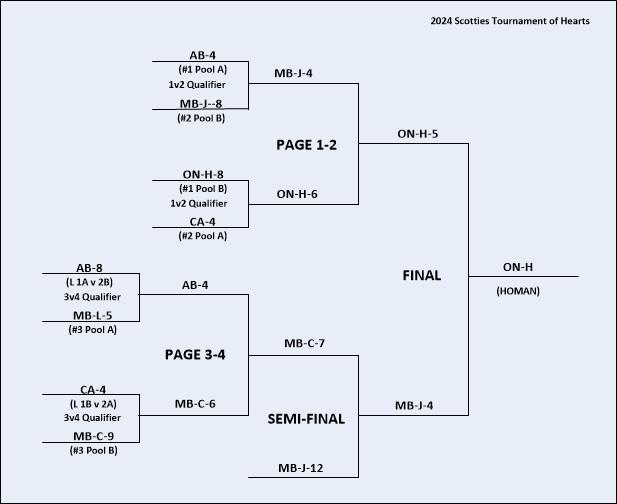 2024 Scotties Tournament of Hearts
AB-4
(#1 Pool A)
1v2 Qualifier
MB-J--8
(#2 Pool B)
MB-J-4
PAGE 1-2
ON-H-5
ON-H-8
(#1 Pool B)
1v2 Qualifier
CA-4
(#2 Pool A)
ON-H-6
FINAL
ON-H
(HOMAN)
AB-8
(L 1A v 2B)
3v4 Qualifier
MB-L-5
(#3 Pool A)
AB-4
PAGE 3-4
MB-C-7
CA-4
(L 1B v 2A)
3v4 Qualifier
MB-C-9
(#3 Pool B)
MB-C-6
SEMI-FINAL
MB-J-4
MB-J-12